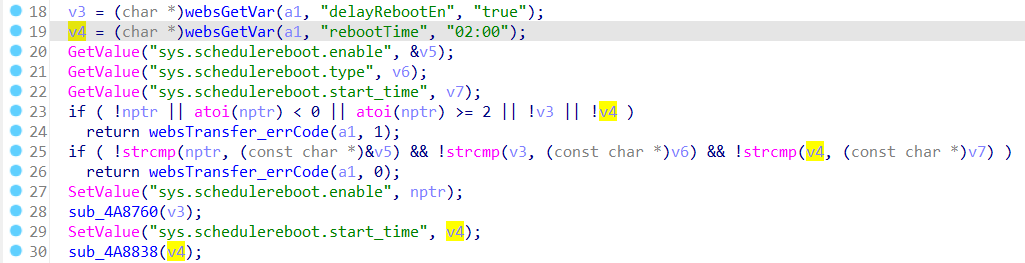 18 v3 = (char *)websGetVar(a1, "delayRebootEn", "true");
19 v4 = (char *)websGetVar(a1, "rebootTime", "02:00");
20 GetValue("sys.schedulereboot.enable", &v5);
21 GetValue("sys.schedulereboot.type", v6);
22 GetValue("sys.schedulereboot.start_time", v7);
23 if ( !nptr || atoi(nptr) < 0 || atoi(nptr) >= 2 || !v3 || !v4 )
24 return websTransfer_errCode(a1, 1);
25 if ( !strcmp(nptr, (const char *)&v5) && !strcmp(v3, (const char *)v6) && !strcmp(v4, (const char *)v7) )
26 return websTransfer_errCode(a1, 0);
27 SetValue("sys.schedulereboot.enable", nptr);
28 sub_4A8760(v3);
29 SetValue("sys.schedulereboot.start_time", v4);
30 sub_4A8838(v4);